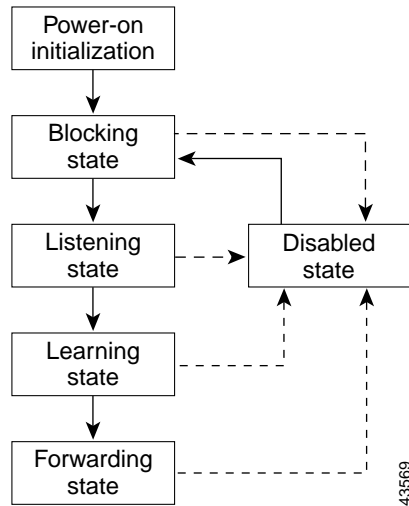 Power-on
initialization
Blocking
state
Listening
state
Disabled
state
Learning
state
Forwarding
state
43569